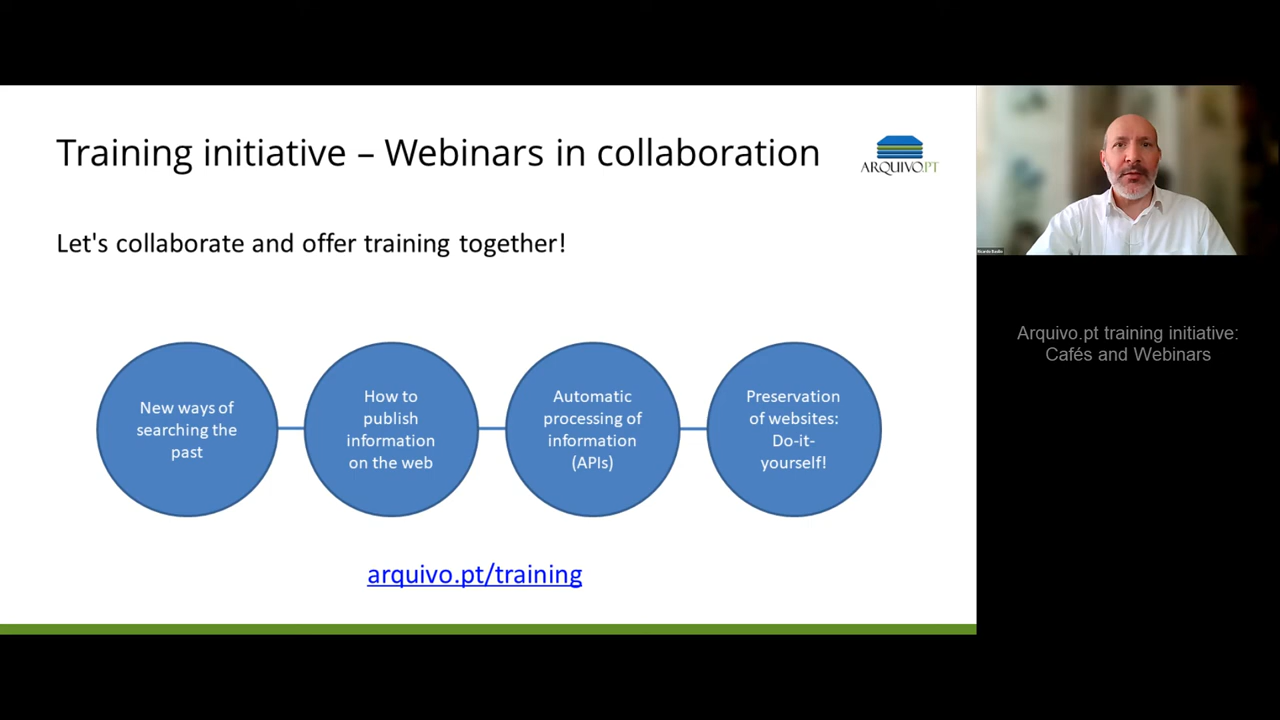 Training initiative – Webinars in collaboration
ARQUIVO.PT
Let's collaborate and offer training together!
New ways of
searching the
past
How to
publish
information
on the web
Automatic
processing of
information
(APIs)
Preservation
of websites:
Do-it-
yourself!
arquivo.pt/training
Arquivo.pt training initiative:
Cafés and Webinars